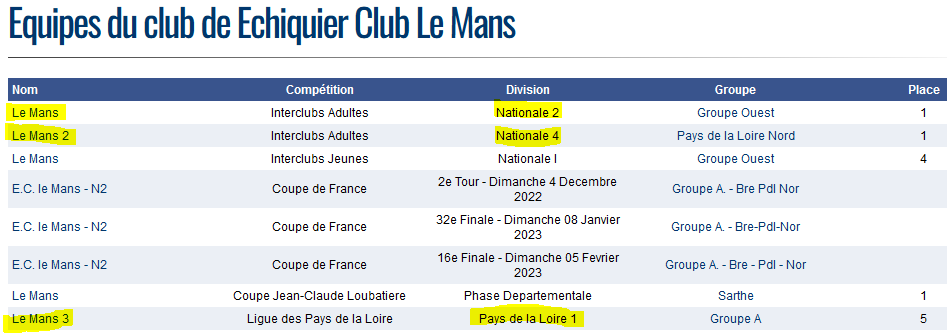 Equipes du club de Echiquier Club Le Mans
Nom Compétition Division Groupe Place
Le Mans Interclubs Adultes Nationale 2 Groupe Ouest 1
Le Mans 2 Interclubs Adultes Nationale 4 Pays de la Loire Nord 1
Le Mans Interclubs Jeunes Nationale I Groupe Ouest 4
E.C. le Mans - N2 Coupe de France 2e Tour - Dimanche 4 Decembre 2022 Groupe A. - Bre Pdl Nor
E.C. le Mans - N2 Coupe de France 32e Finale - Dimanche 08 Janvier 2023 Groupe A. - Bre-Pdl-Nor
E.C. le Mans - N2 Coupe de France 16e Finale - Dimanche 05 Fevrier 2023 Groupe A. - Bre - Pdl - Nor
Le Mans Coupe Jean-Claude Loubatiere Phase Departementale Sarthe 1
Le Mans 3 Ligue des Pays de la Loire Pays de la Loire 1 Groupe A 5